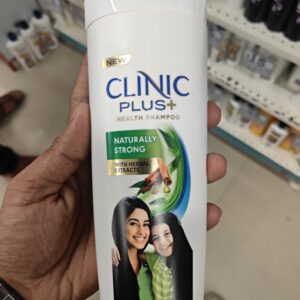 NEW
CLINIC
PLUS+
HEALTH SHAMPOO
NATURALLY
STRONG
WITH HERBAL
EXTRACTS